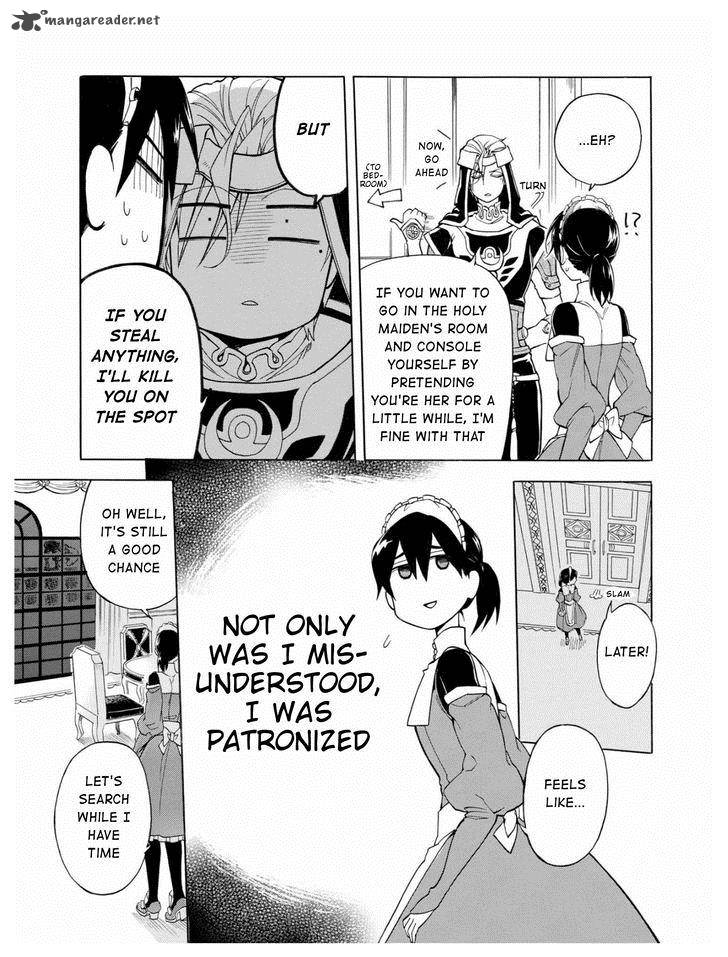 mangareader.net
...EH?
!?
TURN
NOW,
GO
AHEAD
(TO
BED-
ROOM)
IF YOU WANT TO
GO IN THE HOLY
MAIDEN'S ROOM
AND CONSOLE
YOURSELF BY
PRETENDING
YOU'RE HER FOR A
LITTLE WHILE, I'M
FINE WITH THAT
BUT
IF YOU
STEAL
ANYTHING,
I'LL KILL
YOU ON
THE SPOT
SLAM
LATER!
FEELS
LIKE...
NOT ONLY
WAS I MIS-
UNDERSTOOD,
I WAS
PATRONIZED
OH WELL,
IT'S STILL
A GOOD
CHANCE
LET'S
SEARCH
WHILE I
HAVE
TIME